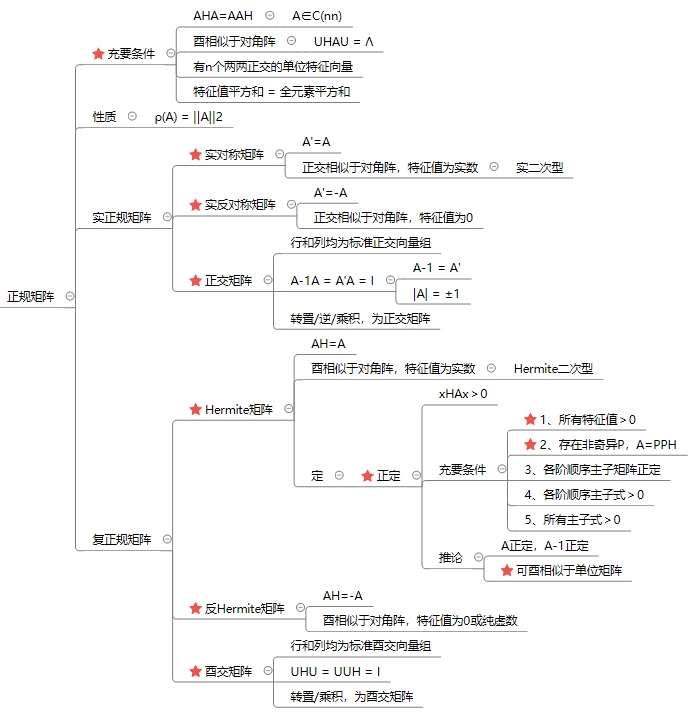 正规矩阵
充要条件
AHA=AAH
A∈C(nn)
酉相似于对角阵
UHAU = Λ
有n个两两正交的单位特征向量
特征值平方和 = 全元素平方和
性质
ρ(A) = ||A||2
实正规矩阵
实对称矩阵
A'=A
正交相似于对角阵，特征值为实数
实二次型
实反对称矩阵
A'=-A
正交相似于对角阵，特征值为0
正交矩阵
行和列均为标准正交向量组
A-1A = A'A = I
A-1 = A'
|A| = ±1
转置/逆/乘积，为正交矩阵
复正规矩阵
Hermite矩阵
AH=A
酉相似于对角阵，特征值为实数
Hermite二次型
定
正定
xHAx＞0
充要条件
1、所有特征值＞0
2、存在非奇异P，A=PPH
3、各阶顺序主子矩阵正定
4、各阶顺序主子式＞0
5、所有主子式＞0
推论
A正定，A-1正定
可酉相似于单位矩阵
反Hermite矩阵
AH=-A
酉相似于对角阵，特征值为0或纯虚数
酉交矩阵
行和列均为标准酉交向量组
UHU = UUH = I
转置/乘积，为酉交矩阵